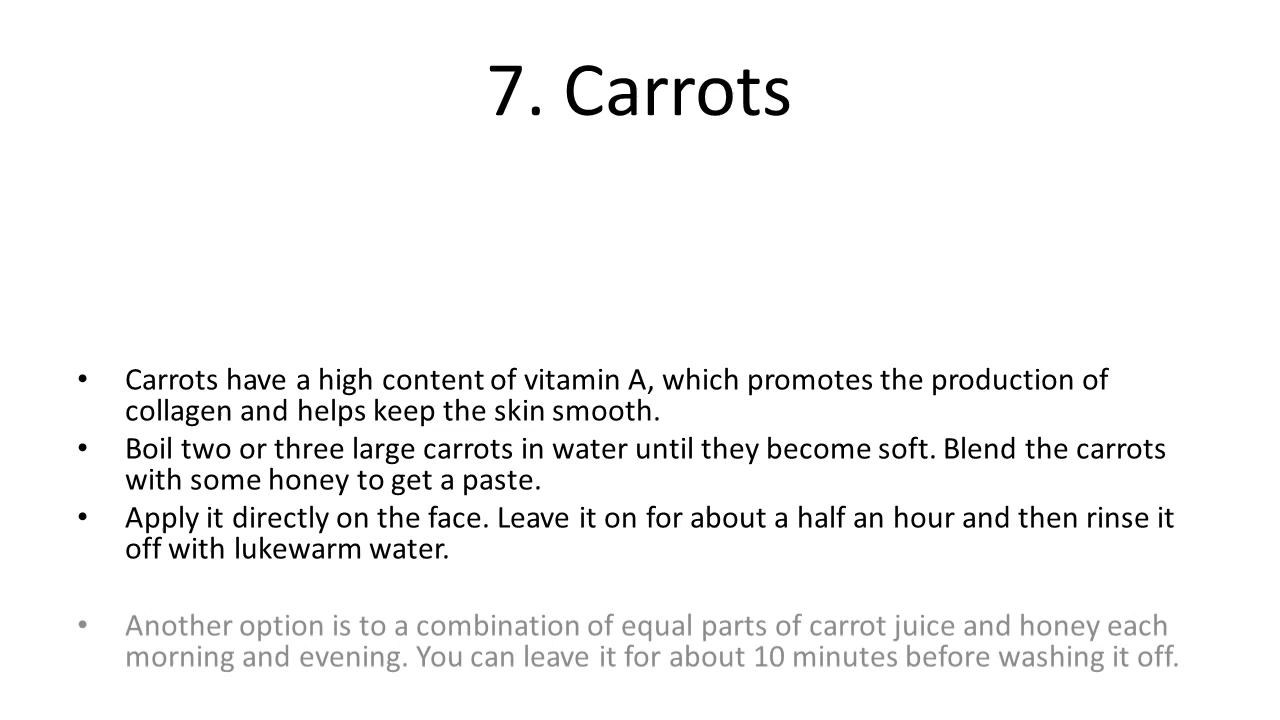 7. Carrots
• Carrots have a high content of vitamin A, which promotes the production of
collagen and helps keep the skin smooth.
• Boil two or three large carrots in water until they become soft. Blend the carrots
with some honey to get a paste.
• Apply it directly on the face. Leave it on for about a half an hour and then rinse it
off with lukewarm water.
• Another option is to a combination of equal parts of carrot juice and honey each
morning and evening. You can leave it for about 10 minutes before washing it off.